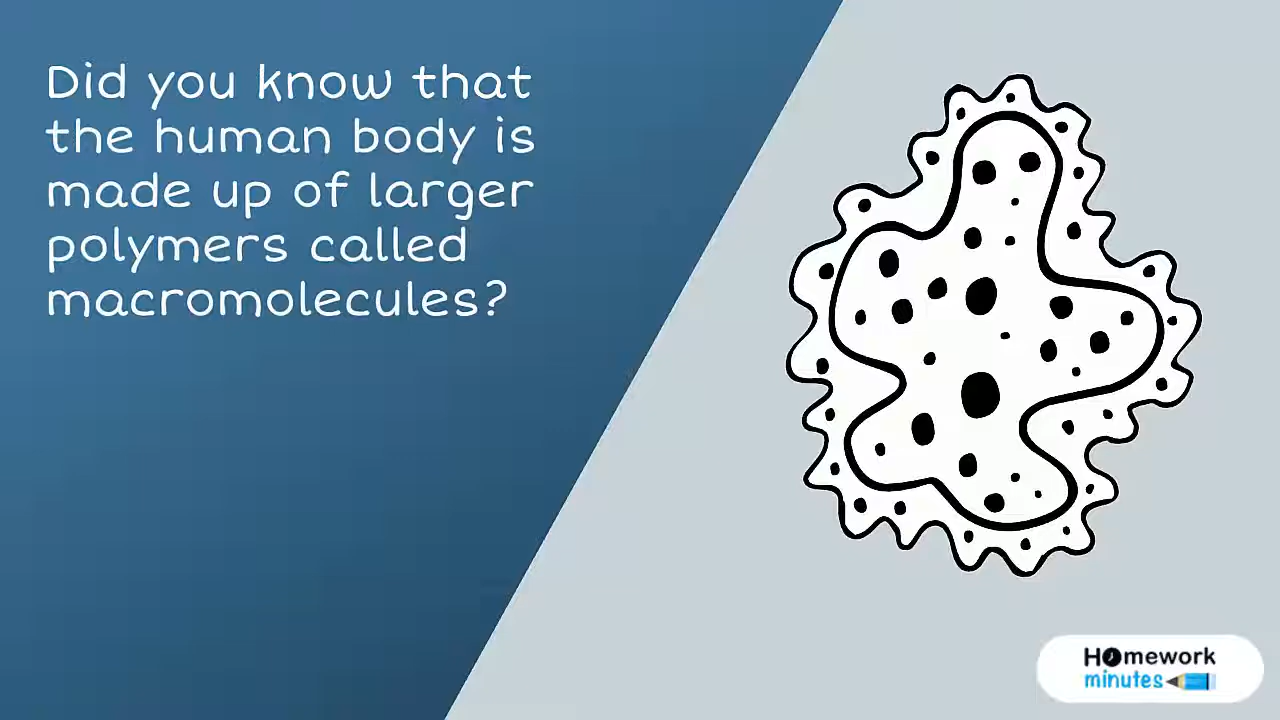 Did you know that
the human body is
made up of larger
polymers called
macromolecules?
Homework
minutes